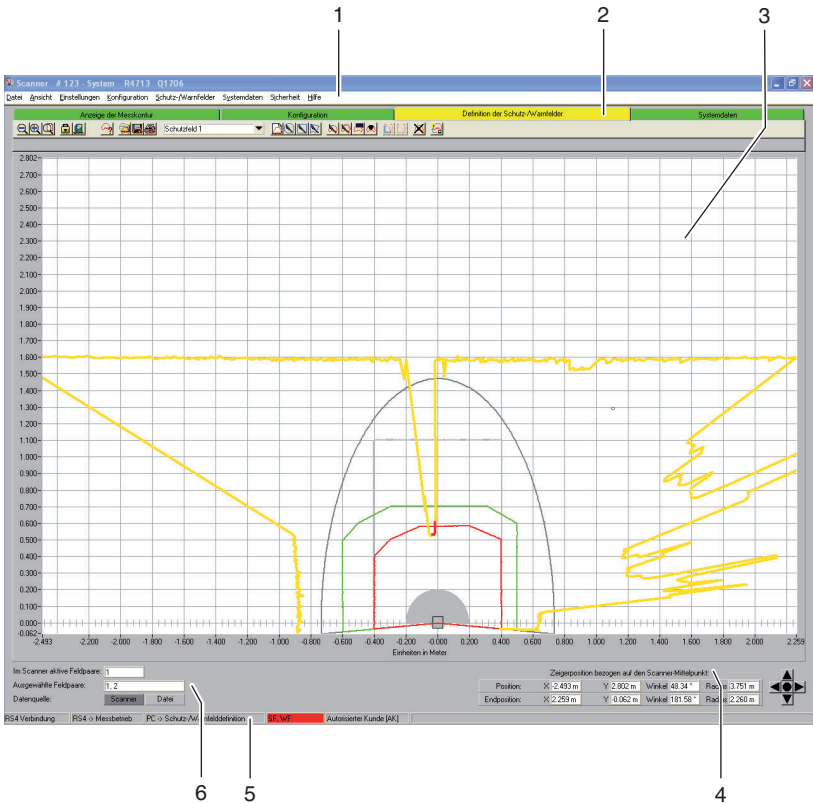 1
2
3
Scanner # 123 - System R4713 Q1706
Datei Ansicht Einstellungen Konfiguration Schutz-/Warnfelder Systemdaten Sicherheit Hilfe
Anzeige der Messkontur Konfiguration Definition der Schutz-/Warnfelder Systemdaten
Schutzfeld 1
2.802
2.700
2.600
2.500
2.400
2.300
2.200
2.100
2.000
1.900
1.800
1.700
1.600
1.500
1.400
1.300
1.200
1.100
1.000
0.900
0.800
0.700
0.600
0.500
0.400
0.300
0.200
0.100
0.000
-0.062
-2.493 -2.200 -2.000 -1.800 -1.600 -1.400 -1.200 -1.000 -0.800 -0.600 -0.400 -0.200 -0.000 0.200 0.400 0.600 0.800 1.000 1.200 1.400 1.600 1.800 2.000 2.259
Einheiten in Meter
Im Scanner aktive Feldpaare: 1
Ausgewählte Feldpaare: 1, 2
Datenquelle: Scanner Datei
Zeigerposition bezogen auf den Scanner-Mittelpunkt:
Position: X -2.493 m Y 2.802 m Winkel 48.34 ° Radius 3.751 m
Endposition: X 2.259 m Y -0.062 m Winkel 181.58 ° Radius 2.260 m
RS4 Verbindung RS4 -> Messbetrieb PC -> Schutz-/Warnfelddefinition SF, WF Autorisierter Kunde [AK]
6
5
4